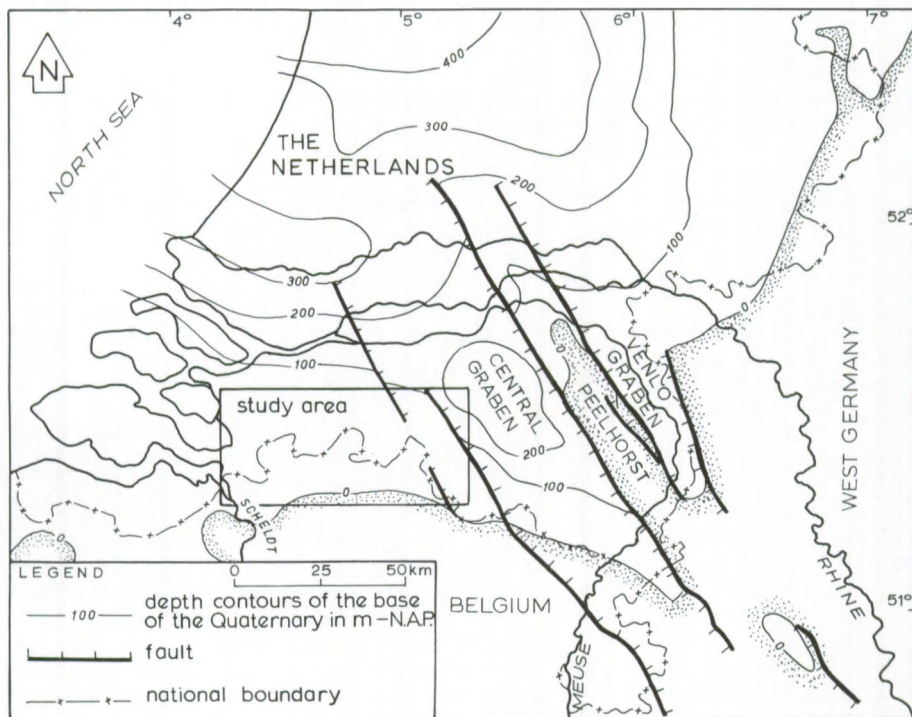 4° 5° 6° 7°
N
NORTH SEA
400
THE
NETHERLANDS
300
200
52°
100
300
200
0
100
VENLO
GRABEN
CENTRAL
GRABEN
0
PEELHORST
study area
200
WEST GERMANY
100
0
SCHELDT
0
LEGEND
0 25 50km
100 depth contours of the base
of the Quaternary in m-N.A.P.
BELGIUM
51°
RHINE
0
fault
MEUSE
national boundary